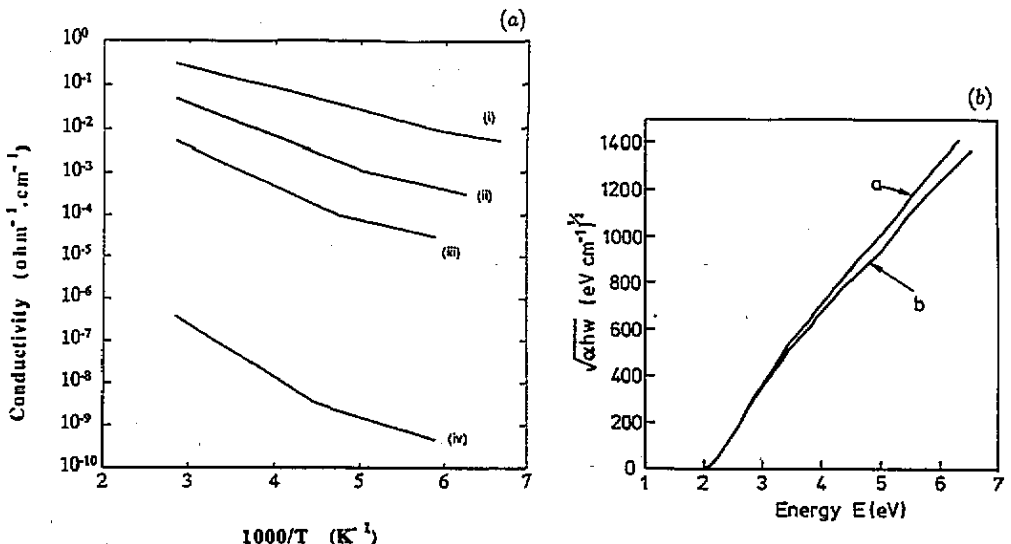 (a)
10⁰
10⁻¹
10⁻²
10⁻³
10⁻⁴
10⁻⁵
10⁻⁶
10⁻⁷
10⁻⁸
10⁻⁹
10⁻¹⁰
Conductivity (ohm⁻¹.cm⁻¹)
(i)
(ii)
(iii)
(iv)
2 3 4 5 6 7
1000/T (K⁻¹)
(b)
1400
1200
1000
800
600
400
200
0
√αhw (eV cm⁻¹)^½
a
b
1 2 3 4 5 6 7
Energy E(eV)